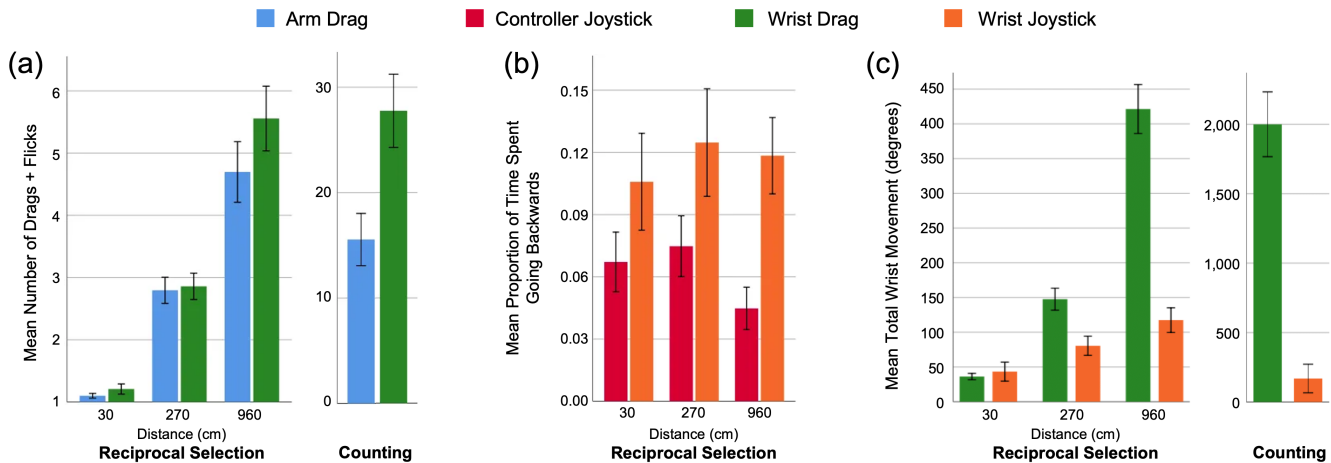 Arm Drag
Controller Joystick
Wrist Drag
Wrist Joystick
(a)
Mean Number of Drags + Flicks
6
5
4
3
2
1
30
270
960
Distance (cm)
Reciprocal Selection
30
20
10
0
Counting
(b)
Mean Proportion of Time Spent
Going Backwards
0.15
0.12
0.09
0.06
0.03
0.00
30
270
960
Distance (cm)
Reciprocal Selection
(c)
Mean Total Wrist Movement (degrees)
450
400
350
300
250
200
150
100
50
0
30
270
960
Distance (cm)
Reciprocal Selection
2,000
1,500
1,000
500
0
Counting